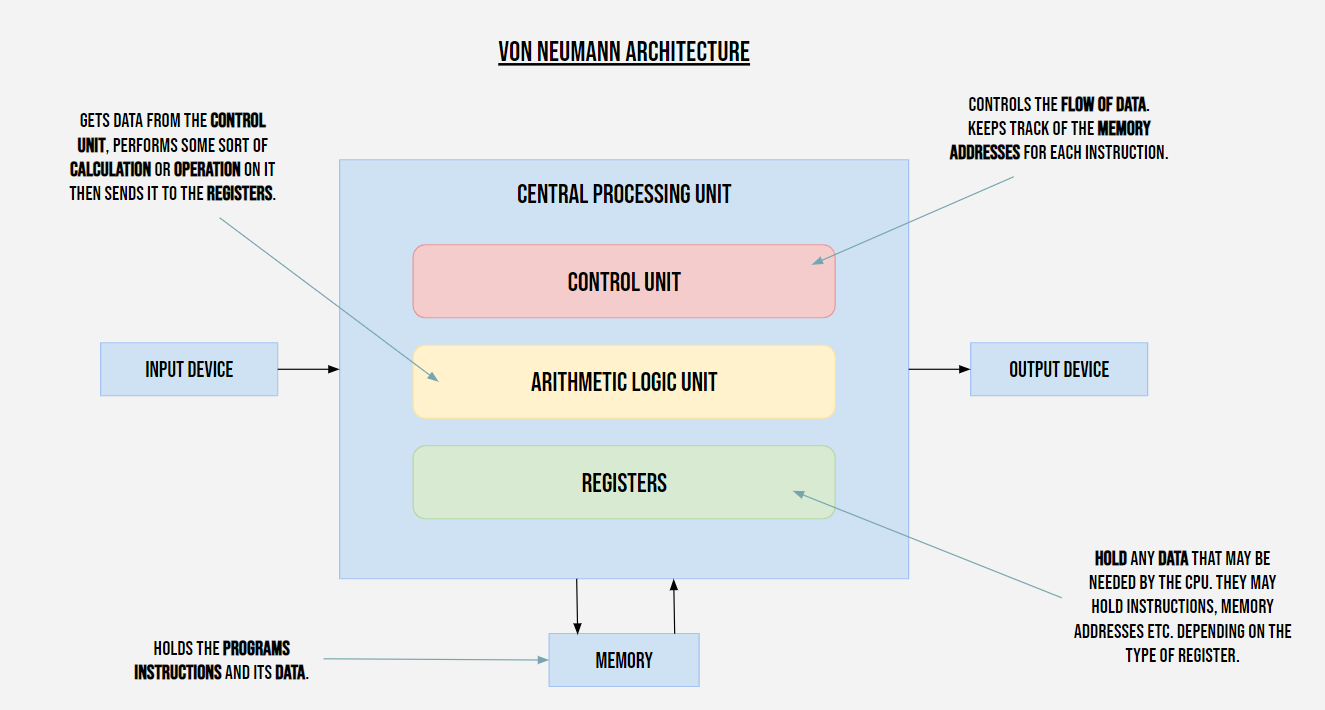 VON NEUMANN ARCHITECTURE
GETS DATA FROM THE CONTROL
UNIT, PERFORMS SOME SORT OF
CALCULATION OR OPERATION ON IT
THEN SENDS IT TO THE REGISTERS.
CONTROLS THE FLOW OF DATA.
KEEPS TRACK OF THE MEMORY
ADDRESSES FOR EACH INSTRUCTION.
CENTRAL PROCESSING UNIT
CONTROL UNIT
INPUT DEVICE
ARITHMETIC LOGIC UNIT
OUTPUT DEVICE
REGISTERS
HOLD ANY DATA THAT MAY BE
NEEDED BY THE CPU. THEY MAY
HOLD INSTRUCTIONS, MEMORY
ADDRESSES ETC. DEPENDING ON THE
TYPE OF REGISTER.
HOLDS THE PROGRAMS
INSTRUCTIONS AND ITS DATA.
MEMORY